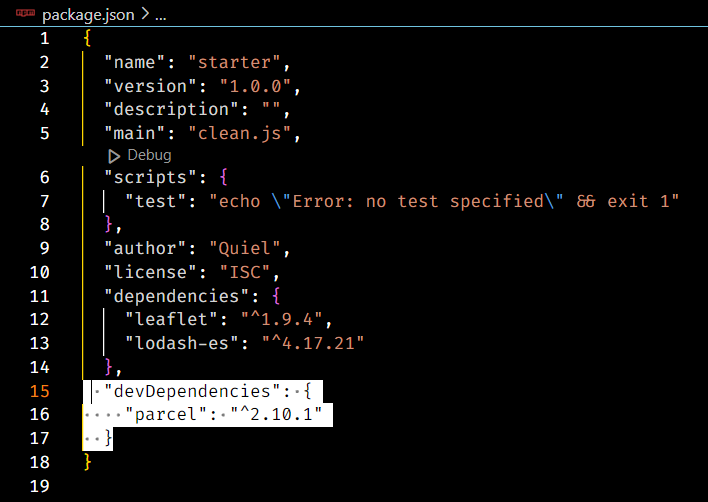 npm package.json > ...
1 {
2 "name": "starter",
3 "version": "1.0.0",
4 "description": "",
5 "main": "clean.js",
Debug
6 "scripts": {
7 "test": "echo \"Error: no test specified\" && exit 1"
8 },
9 "author": "Quiel",
10 "license": "ISC",
11 "dependencies": {
12 "leaflet": "^1.9.4",
13 "lodash-es": "^4.17.21"
14 },
15 "devDependencies": {
16 "parcel": "^2.10.1"
17 }
18 }
19